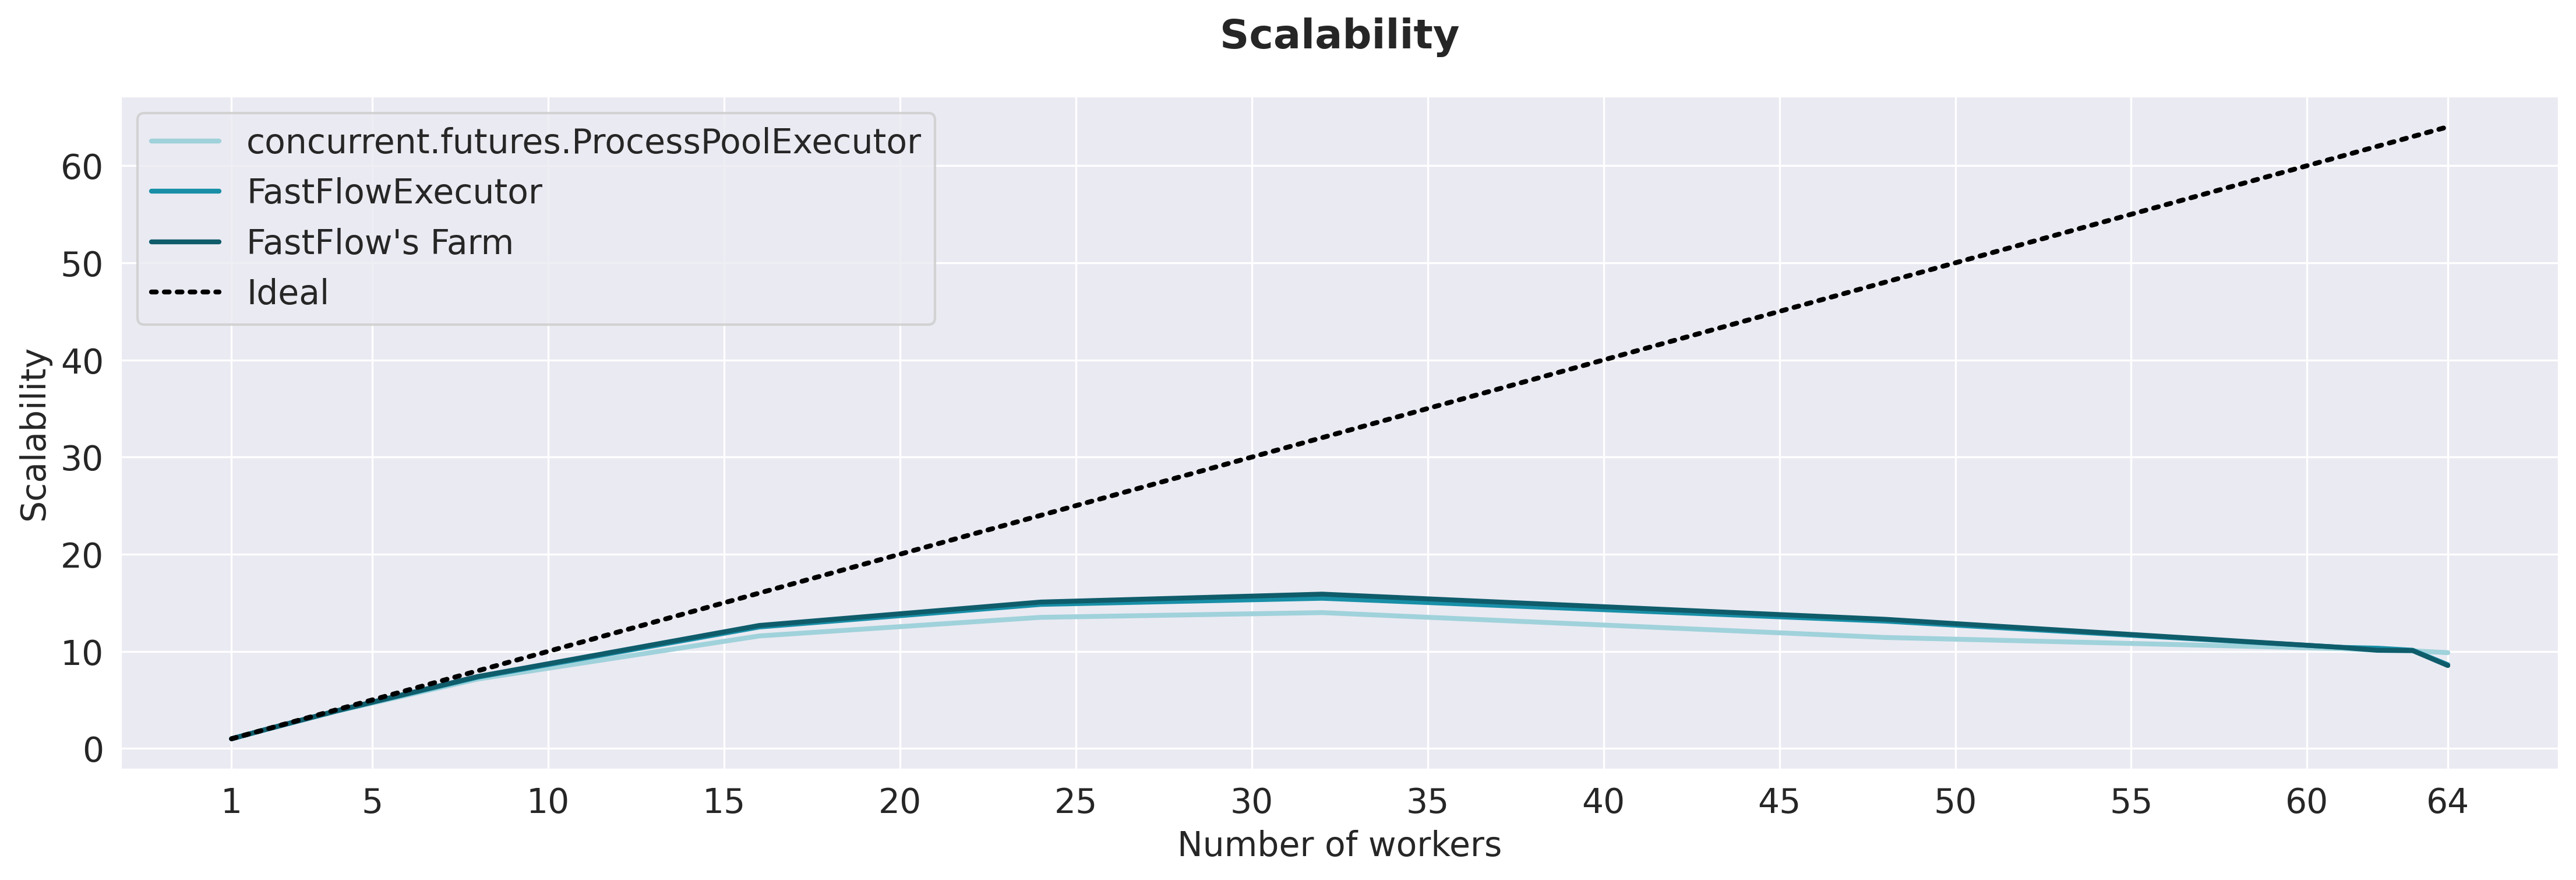 Scalability
concurrent.futures.ProcessPoolExecutor
FastFlowExecutor
FastFlow's Farm
Ideal
Scalability
60
50
40
30
20
10
0
1 5 10 15 20 25 30 35 40 45 50 55 60 64
Number of workers